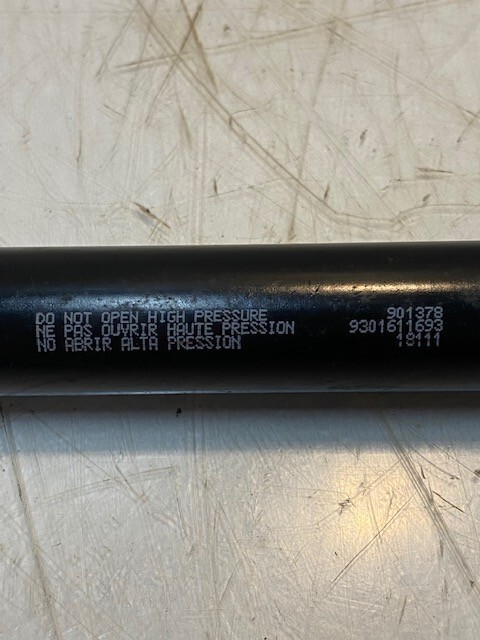 DO NOT OPEN HIGH PRESSURE
NE PAS OUVRIR HAUTE PRESSION
NO ABRIR ALTA PRESSION
901378
9301611693
18111